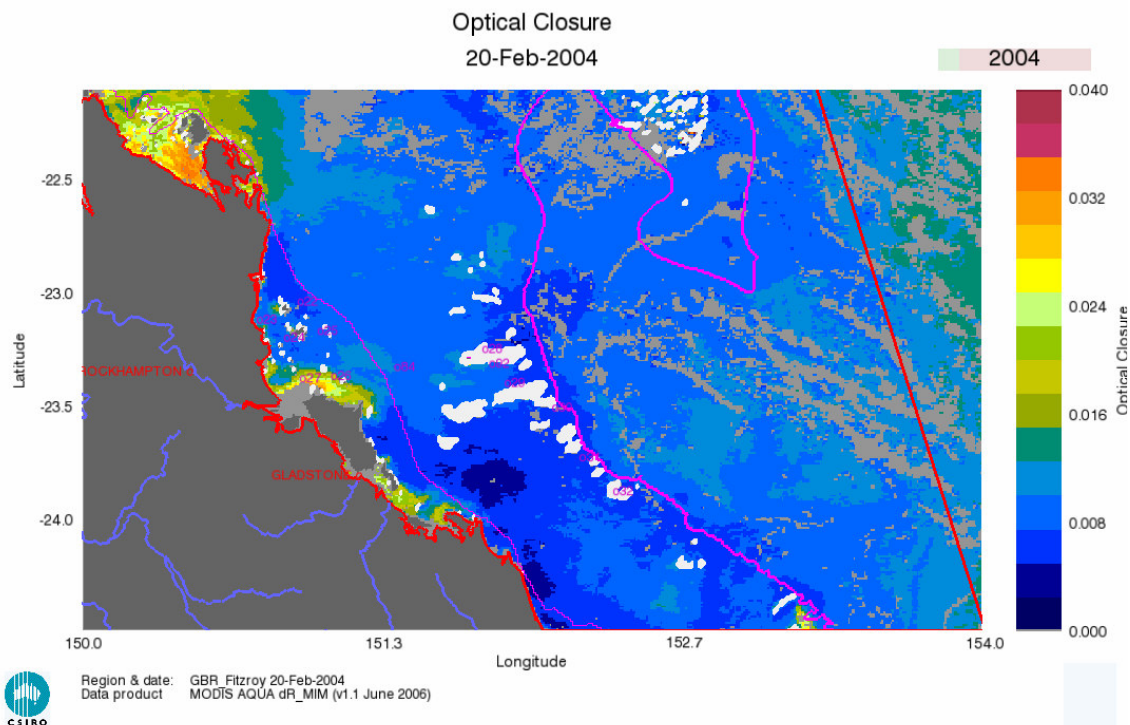 Optical Closure
20-Feb-2004
2004
0.040
-22.5
0.032
-23.0
0.024
Latitude
Optical Closure
o26
ROCKHAMPTON
-23.5
0.016
GLADSTONE
o32
-24.0
0.008
0.000
150.0
151.3
152.7
154.0
Longitude
Region & date: GBR_Fitzroy 20-Feb-2004
Data product MODIS AQUA dR_MIM (v1.1 June 2006)
CSIRO